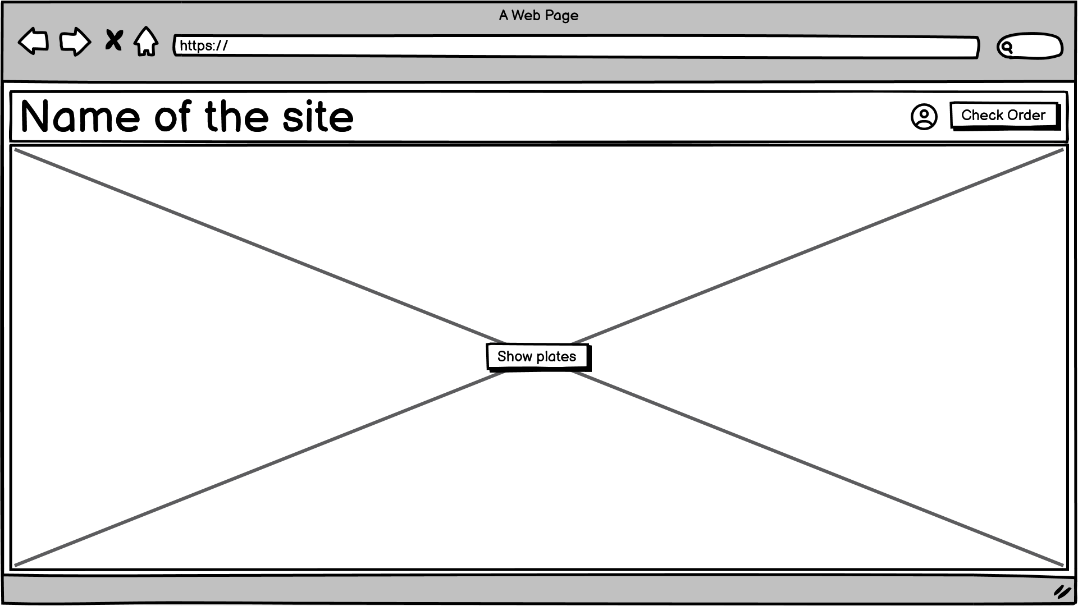 A Web Page
https://
Name of the site
Check Order
Show plates